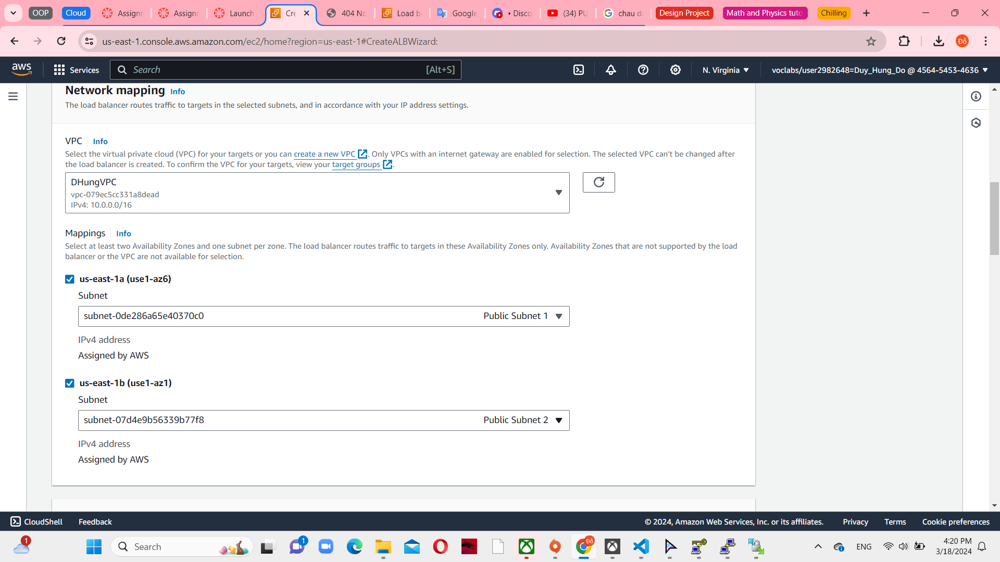 OOP
Cloud
Assignn
Assignn
Launch
Cre
404 No
Load b
Google
• Disco
(34) PU
chau d
Design Project
Math and Physics tuto
Chilling
us-east-1.console.aws.amazon.com/ec2/home?region=us-east-1#CreateALBWizard:
Đỗ
aws
Services
Search
[Alt+S]
N. Virginia
voclabs/user2982648=Duy_Hung_Do @ 4564-5453-4636
Network mapping Info
The load balancer routes traffic to targets in the selected subnets, and in accordance with your IP address settings.
VPC Info
Select the virtual private cloud (VPC) for your targets or you can create a new VPC. Only VPCs with an internet gateway are enabled for selection. The selected VPC can't be changed after
the load balancer is created. To confirm the VPC for your targets, view your target groups.
DHungVPC
vpc-079ec5cc331a8dead
IPv4: 10.0.0.0/16
Mappings Info
Select at least two Availability Zones and one subnet per zone. The load balancer routes traffic to targets in these Availability Zones only. Availability Zones that are not supported by the load
balancer or the VPC are not available for selection.
us-east-1a (use1-az6)
Subnet
subnet-0de286a65e40370c0 Public Subnet 1
IPv4 address
Assigned by AWS
us-east-1b (use1-az1)
Subnet
subnet-07d4e9b56339b77f8 Public Subnet 2
IPv4 address
Assigned by AWS
CloudShell
Feedback
© 2024, Amazon Web Services, Inc. or its affiliates.
Privacy
Terms
Cookie preferences
1
Search
1
Đỗ
ENG
4:20 PM
3/18/2024